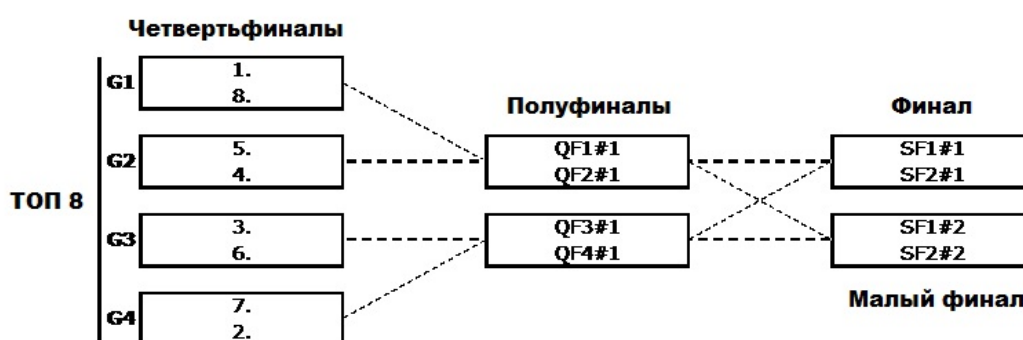 Четвертьфиналы
G1
1.
8.
Полуфиналы
Финал
G2
5.
4.
QF1#1
QF2#1
SF1#1
SF2#1
ТОП 8
G3
3.
6.
QF3#1
QF4#1
SF1#2
SF2#2
Малый финал
G4
7.
2.